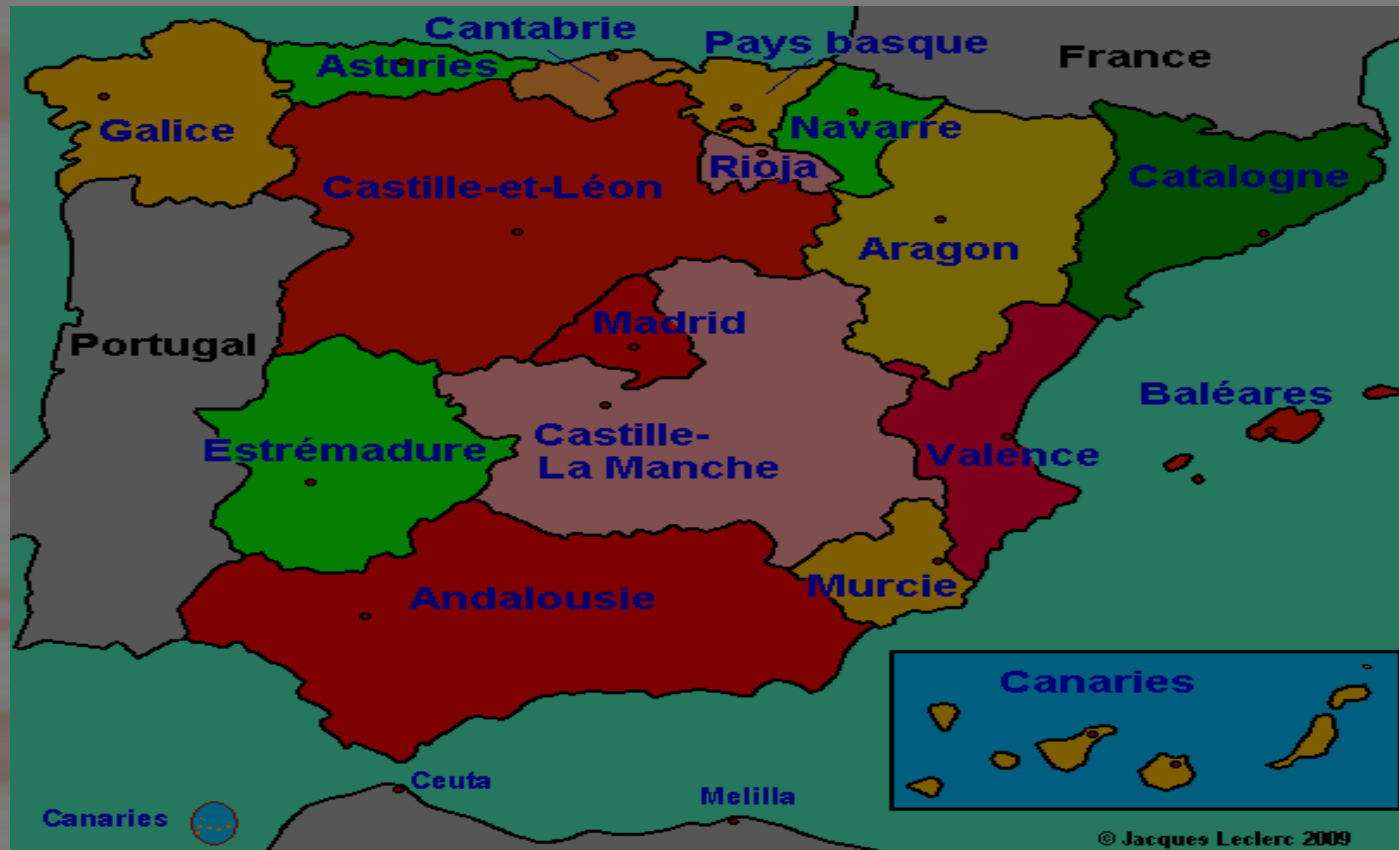 Cantabrie
Pays basque
France
Asturies
Galice
Navarre
Rioja
Castille-et-Léon
Catalogne
Aragon
Madrid
Portugal
Baléares
Castille-
La Manche
Estrémadure
Valence
Murcie
Andalousie
Canaries
Ceuta
Melilla
Canaries
© Jacques Leclerc 2009